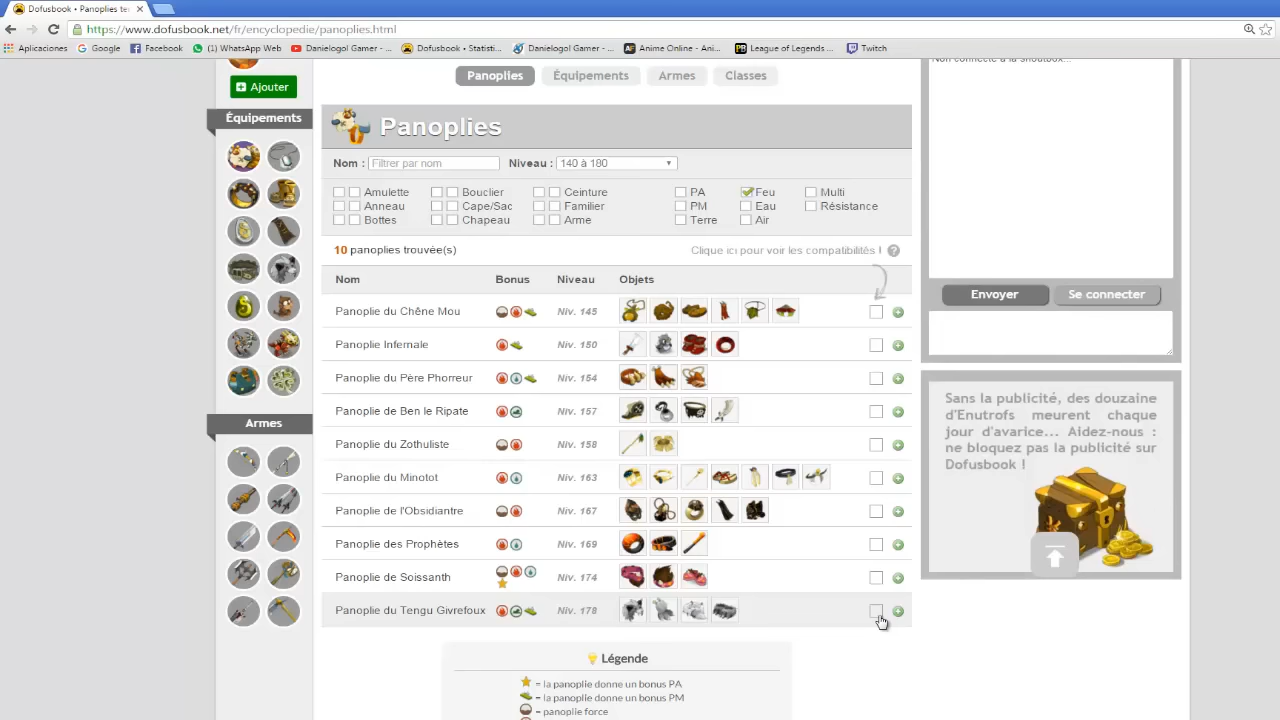 Dofusbook • Panoplies te
https://www.dofusbook.net/fr/encyclopedie/panoplies.html
Aplicaciones Google Facebook (1) WhatsApp Web Danielogol Gamer - ... Dofusbook • Statisti... Danielogol Gamer - ... Anime Online - Ani... League of Legends ... Twitch
Non connecté à la shoutbox...
Ajouter
Panoplies Équipements Armes Classes
Équipements
Panoplies
Nom : Filtrer par nom Niveau : 140 à 180
Amulette Bouclier Ceinture PA Feu Multi
Anneau Cape/Sac Familier PM Eau Résistance
Bottes Chapeau Arme Terre Air
10 panoplies trouvée(s) Clique ici pour voir les compatibilités ! ?
Nom Bonus Niveau Objets
Panoplie du Chêne Mou Niv. 145
Panoplie Infernale Niv. 150
Panoplie du Père Phorreur Niv. 154
Panoplie de Ben le Ripate Niv. 157
Panoplie du Zothuliste Niv. 158
Panoplie du Minotot Niv. 163
Panoplie de l'Obsidiantre Niv. 167
Panoplie des Prophètes Niv. 169
Panoplie de Soissanth Niv. 174
Panoplie du Tengu Givrefoux Niv. 178
Armes
Envoyer Se connecter
Sans la publicité, des douzaine
d'Enutrofs meurent chaque
jour d'avarice... Aidez-nous :
ne bloquez pas la publicité sur
Dofusbook !
Légende
= la panoplie donne un bonus PA
= la panoplie donne un bonus PM
= panoplie force